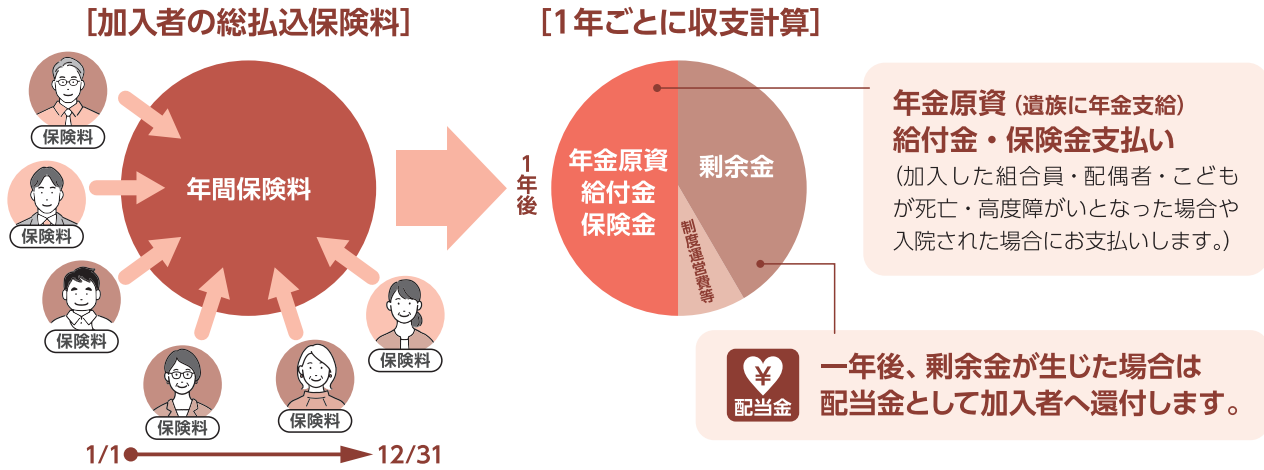 [加入者の総払込保険料]
保険料
保険料
保険料
保険料
保険料
保険料
年間保険料
1/1
12/31
[1年ごとに収支計算]
1年後
年金原資
給付金
保険金
剰余金
制度運営費等
年金原資（遺族に年金支給）
給付金・保険金支払い
（加入した組合員・配偶者・こども
が死亡・高度障がいとなった場合や
入院された場合にお支払いします。）
¥
配当金
一年後、剰余金が生じた場合は
配当金として加入者へ還付します。